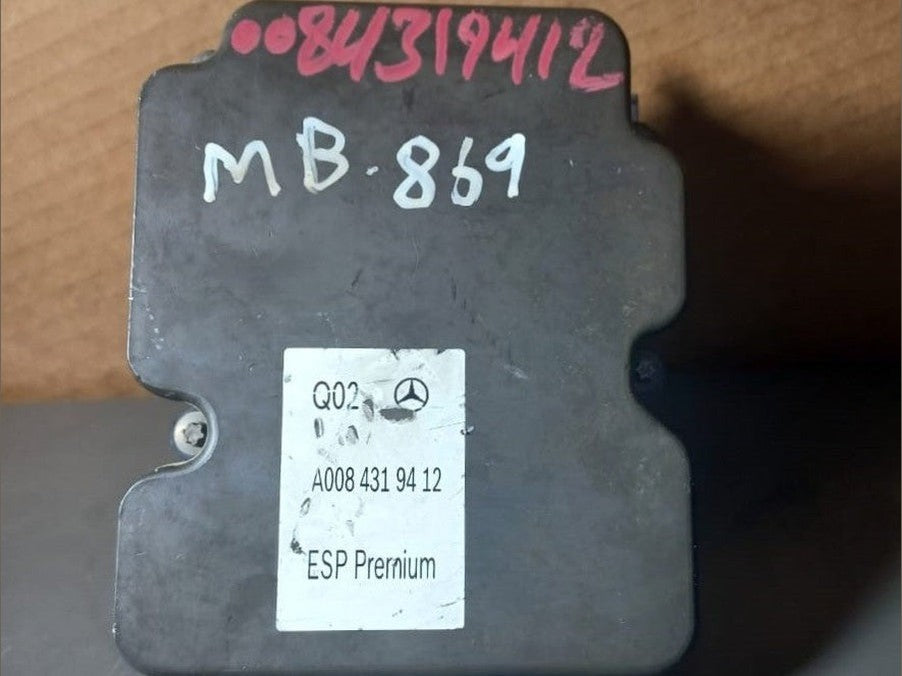 0084319412
MB-869
Q02
A008 431 94 12
ESP Premium